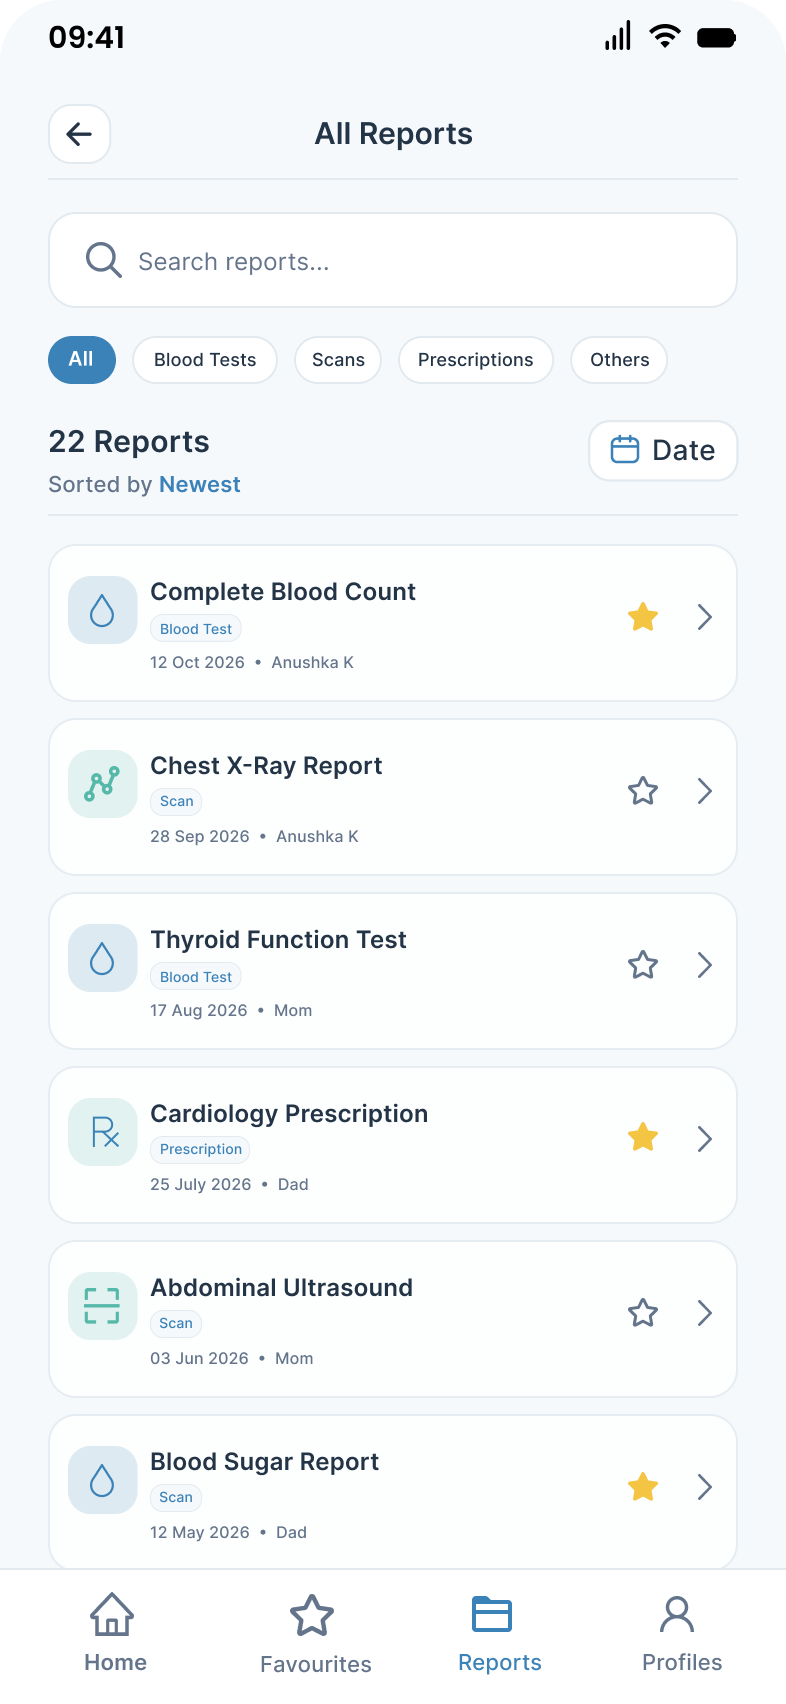 09:41
All Reports
Search reports...
All Blood Tests Scans Prescriptions Others
22 Reports
Date
Sorted by Newest
Complete Blood Count
Blood Test
12 Oct 2026 • Anushka K
Chest X-Ray Report
Scan
28 Sep 2026 • Anushka K
Thyroid Function Test
Blood Test
17 Aug 2026 • Mom
Rx
Cardiology Prescription
Prescription
25 July 2026 • Dad
Abdominal Ultrasound
Scan
03 Jun 2026 • Mom
Blood Sugar Report
Scan
12 May 2026 • Dad
Home Favourites Reports Profiles